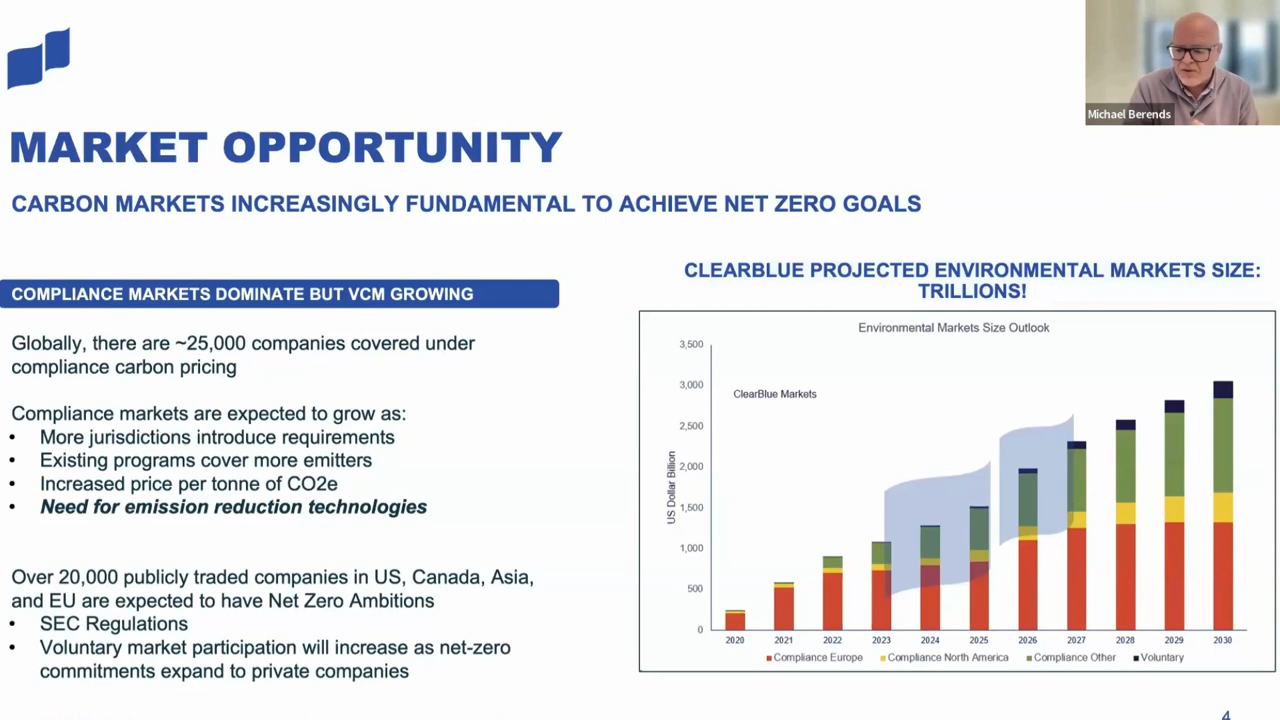 Michael Berends
MARKET OPPORTUNITY
CARBON MARKETS INCREASINGLY FUNDAMENTAL TO ACHIEVE NET ZERO GOALS
COMPLIANCE MARKETS DOMINATE BUT VCM GROWING
Globally, there are ~25,000 companies covered under
compliance carbon pricing
Compliance markets are expected to grow as:
• More jurisdictions introduce requirements
• Existing programs cover more emitters
• Increased price per tonne of CO2e
• Need for emission reduction technologies
Over 20,000 publicly traded companies in US, Canada, Asia,
and EU are expected to have Net Zero Ambitions
• SEC Regulations
• Voluntary market participation will increase as net-zero
commitments expand to private companies
CLEARBLUE PROJECTED ENVIRONMENTAL MARKETS SIZE:
TRILLIONS!
Environmental Markets Size Outlook
ClearBlue Markets
US Dollar Billion
3,500
3,000
2,500
2,000
1,500
1,000
500
0
2020 2021 2022 2023 2024 2025 2026 2027 2028 2029 2030
Compliance Europe Compliance North America Compliance Other Voluntary
4